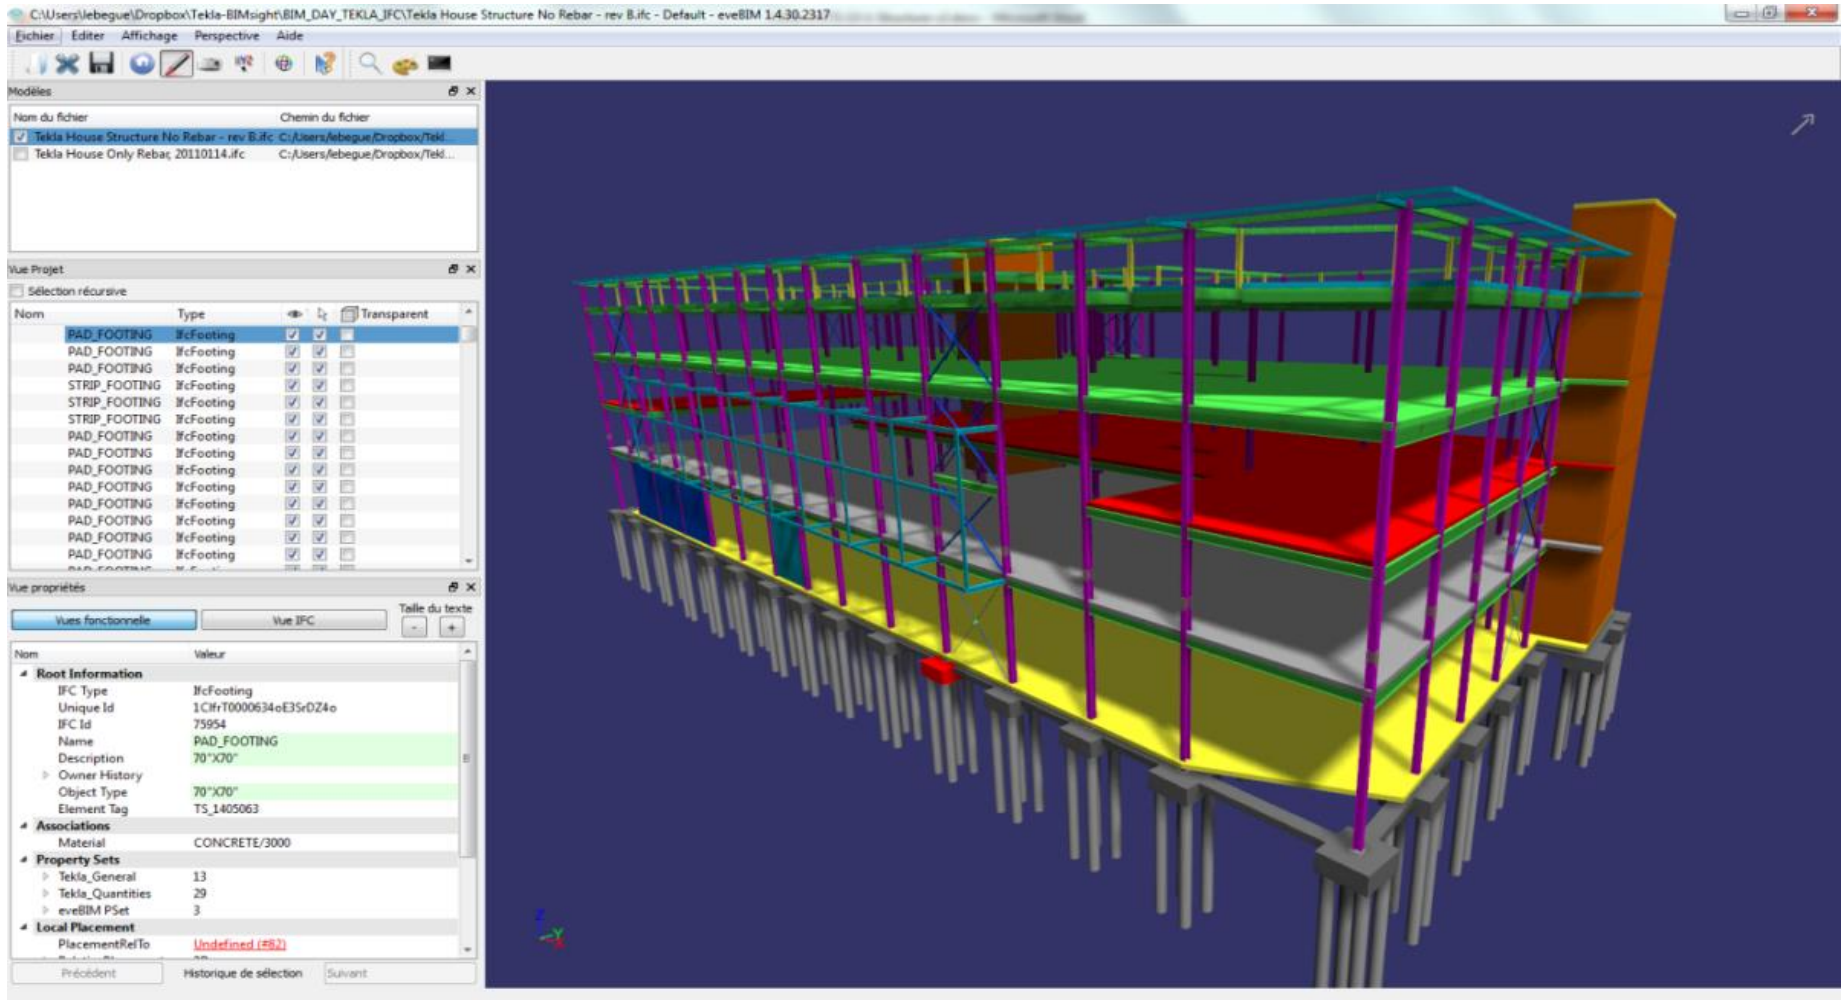 C:\Users\lebegue\Dropbox\Tekla-BIMsight\BIM_DAY_TEKLA_IFC\Tekla House Structure No Rebar - rev B.ifc - Default - eveBIM 1.4.30.2317
Fichier Editer Affichage Perspective Aide
Modèles
Nom du fichier Chemin du fichier
Tekla House Structure No Rebar - rev B.ifc C:/Users/lebegue/Dropbox/Tekl...
Tekla House Only Rebar, 20110114.ifc C:/Users/lebegue/Dropbox/Tekl...
Vue Projet
Sélection récursive
Nom Type Transparent
PAD_FOOTING IfcFooting
PAD_FOOTING IfcFooting
PAD_FOOTING IfcFooting
STRIP_FOOTING IfcFooting
STRIP_FOOTING IfcFooting
STRIP_FOOTING IfcFooting
PAD_FOOTING IfcFooting
PAD_FOOTING IfcFooting
PAD_FOOTING IfcFooting
PAD_FOOTING IfcFooting
PAD_FOOTING IfcFooting
PAD_FOOTING IfcFooting
PAD_FOOTING IfcFooting
PAD_FOOTING IfcFooting
Vue propriétés
Vues fonctionnelle Vue IFC Taille du texte
- +
Nom Valeur
Root Information
IFC Type IfcFooting
Unique Id 1CIfrT0000634oE3SrDZ4o
IFC Id 75954
Name PAD_FOOTING
Description 70"X70"
Owner History
Object Type 70"X70"
Element Tag TS_1405063
Associations
Material CONCRETE/3000
Property Sets
Tekla_General 13
Tekla_Quantities 29
eveBIM PSet 3
Local Placement
PlacementRelTo Undefined (#82)
Précédent Historique de sélection Suivant
Z
Y
X